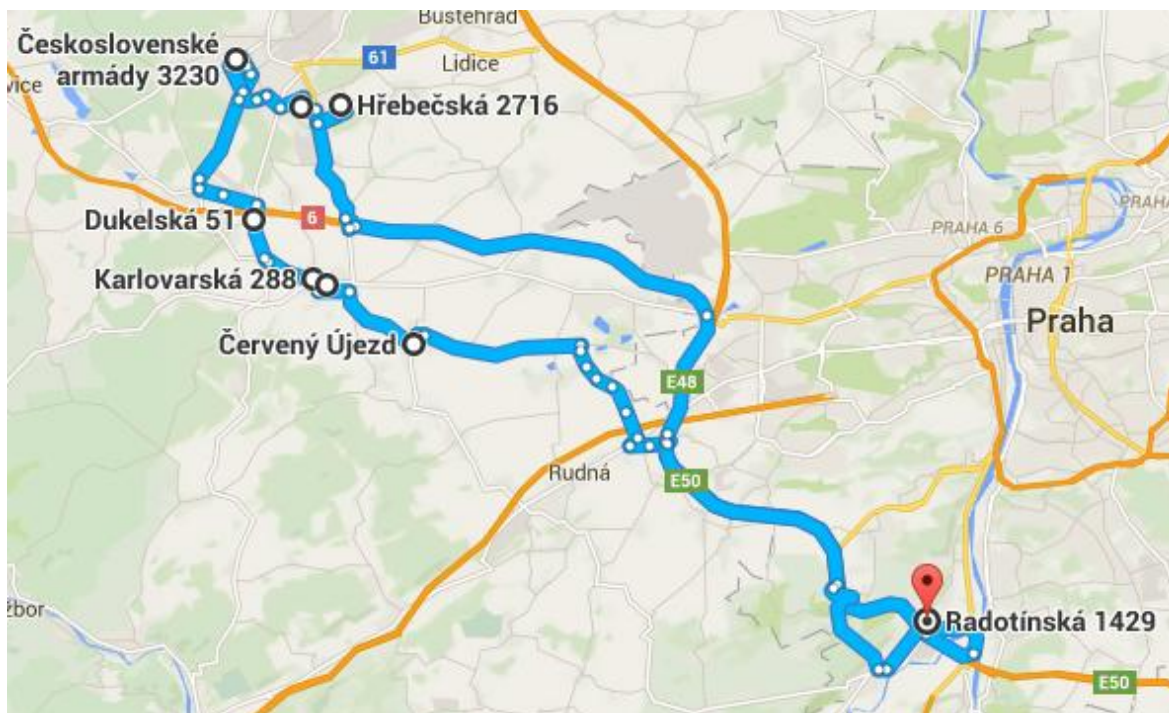 Buštěhrad
Československé
armády 3230
61
Lidice
vice
Hřebečská 2716
Dukelská 51
6
PRAHA 6
PRAHA
Karlovarská 288
PRAHA 1
Praha
Červený Újezd
E48
Rudná
E50
žbor
Radotínská 1429
E50